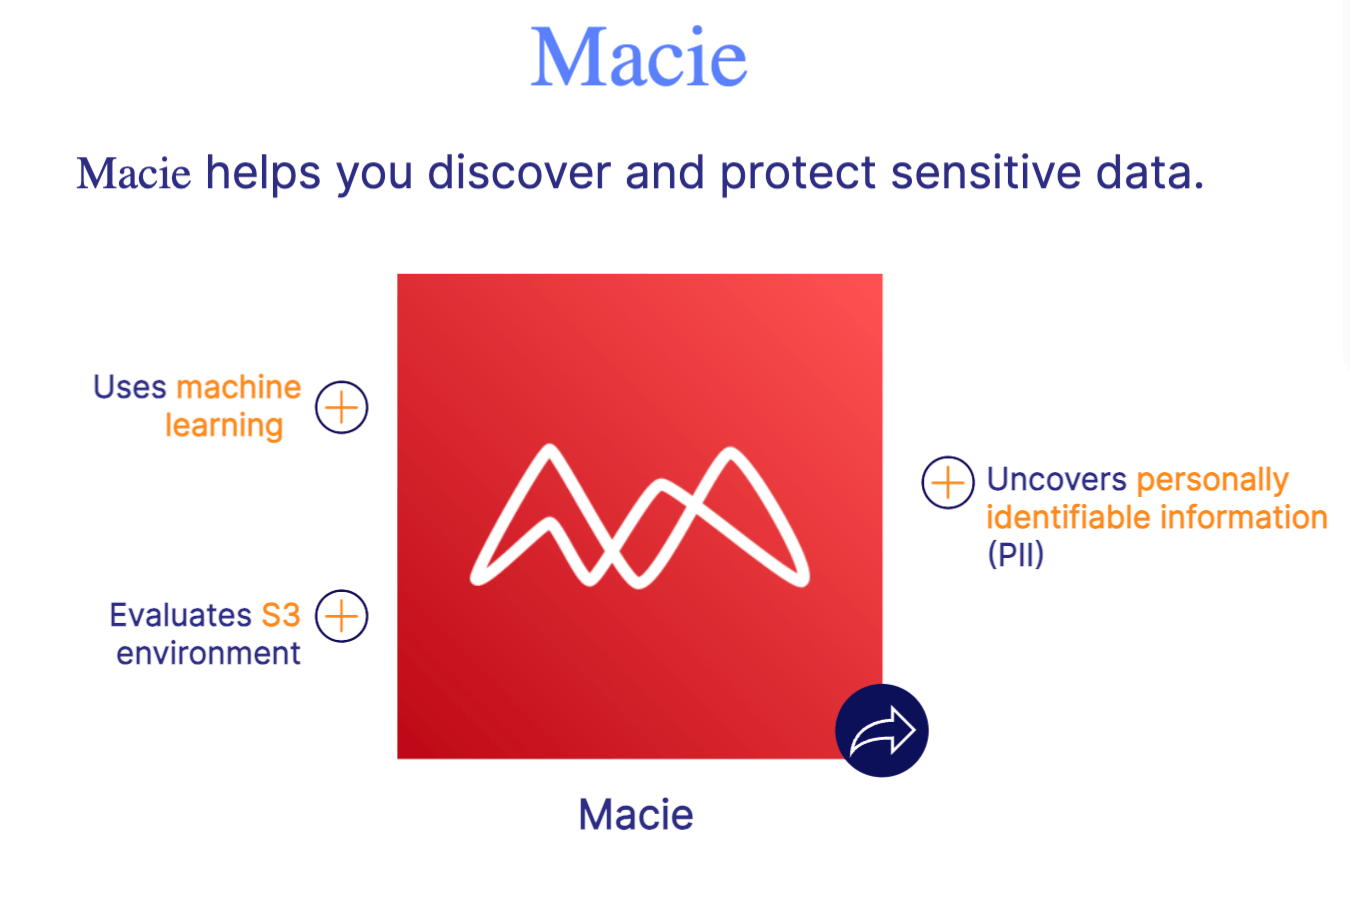 Macie
Macie helps you discover and protect sensitive data.
Uses machine
learning
Evaluates S3
environment
Uncovers personally
identifiable information
(PII)
Macie